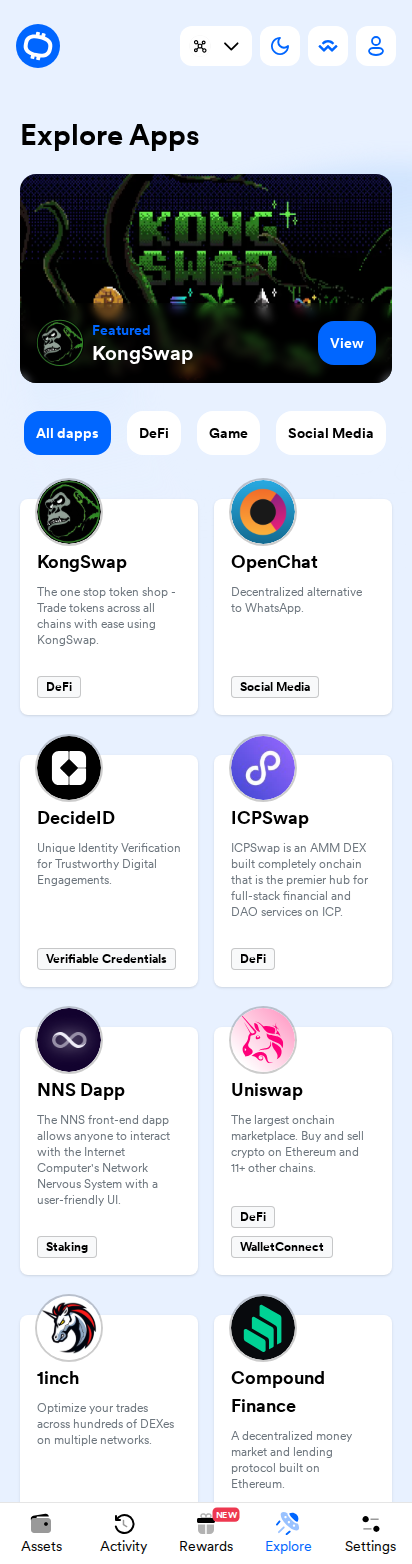 Explore Apps
KONG
SWAP
Featured
KongSwap
View
All dapps
DeFi
Game
Social Media
KongSwap
The one stop token shop -
Trade tokens across all
chains with ease using
KongSwap.
DeFi
OpenChat
Decentralized alternative
to WhatsApp.
Social Media
DecideID
Unique Identity Verification
for Trustworthy Digital
Engagements.
Verifiable Credentials
ICPSwap
ICPSwap is an AMM DEX
built completely onchain
that is the premier hub for
full-stack financial and
DAO services on ICP.
DeFi
NNS Dapp
The NNS front-end dapp
allows anyone to interact
with the Internet
Computer's Network
Nervous System with a
user-friendly UI.
Staking
Uniswap
The largest onchain
marketplace. Buy and sell
crypto on Ethereum and
11+ other chains.
DeFi
WalletConnect
1inch
Optimize your trades
across hundreds of DEXes
on multiple networks.
Compound
Finance
A decentralized money
market and lending
protocol built on
Ethereum.
NEW
Assets
Activity
Rewards
Explore
Settings